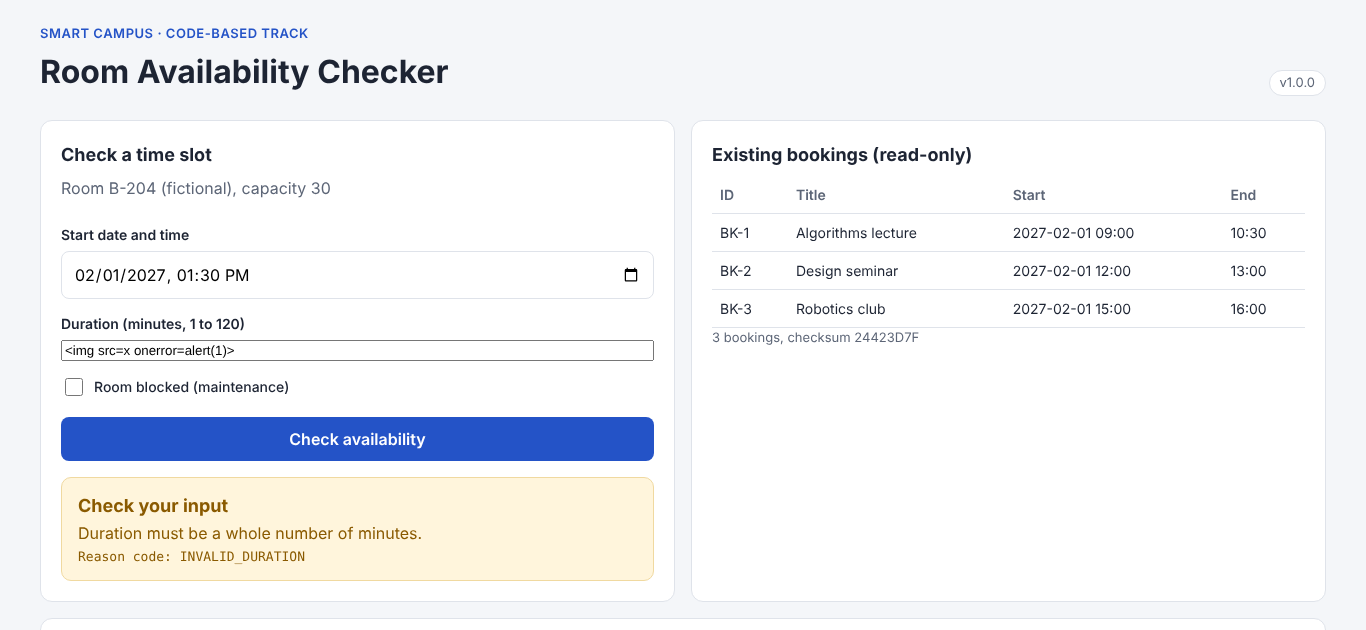 SMART CAMPUS · CODE-BASED TRACK
Room Availability Checker
v1.0.0
Check a time slot
Room B-204 (fictional), capacity 30
Start date and time
02/01/2027, 01:30 PM
Duration (minutes, 1 to 120)
<img src=x onerror=alert(1)>
Room blocked (maintenance)
Check availability
Check your input
Duration must be a whole number of minutes.
Reason code: INVALID_DURATION
Existing bookings (read-only)
ID Title Start End
BK-1 Algorithms lecture 2027-02-01 09:00 10:30
BK-2 Design seminar 2027-02-01 12:00 13:00
BK-3 Robotics club 2027-02-01 15:00 16:00
3 bookings, checksum 24423D7F